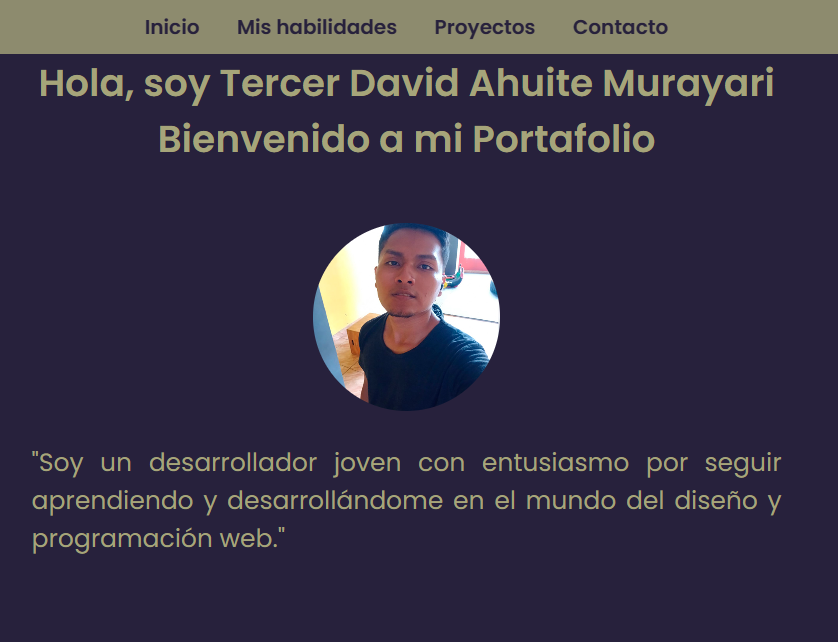 Inicio Mis habilidades Proyectos Contacto
Hola, soy Tercer David Ahuite Murayari
Bienvenido a mi Portafolio
"Soy un desarrollador joven con entusiasmo por seguir
aprendiendo y desarrollándome en el mundo del diseño y
programación web."